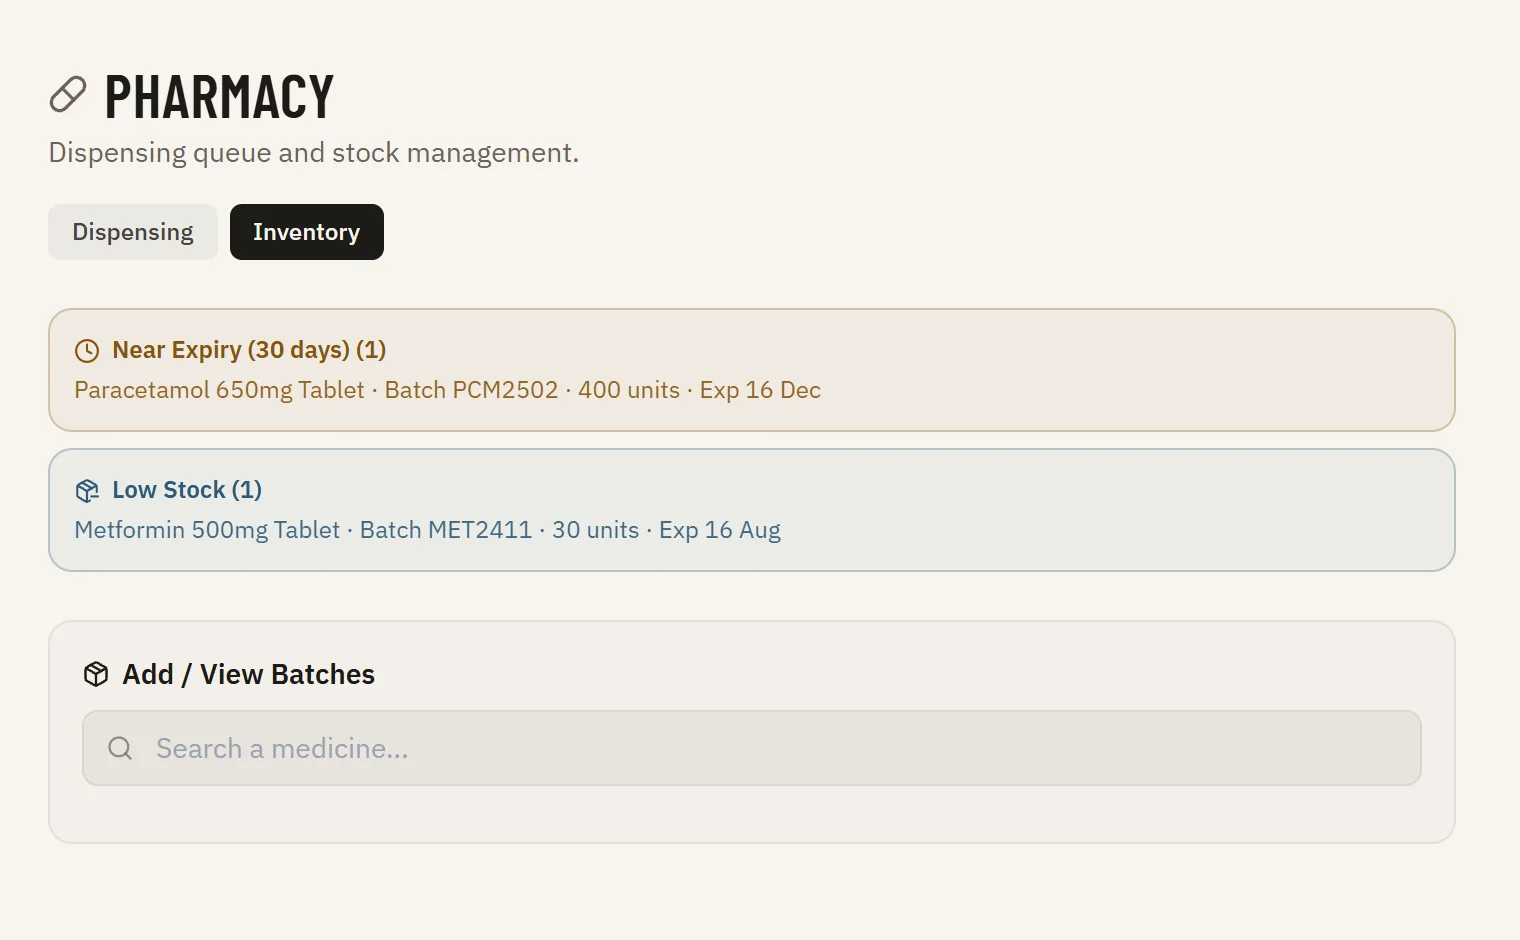 PHARMACY
Dispensing queue and stock management.
Dispensing
Inventory
Near Expiry (30 days) (1)
Paracetamol 650mg Tablet · Batch PCM2502 · 400 units · Exp 16 Dec
Low Stock (1)
Metformin 500mg Tablet · Batch MET2411 · 30 units · Exp 16 Aug
Add / View Batches
Search a medicine...